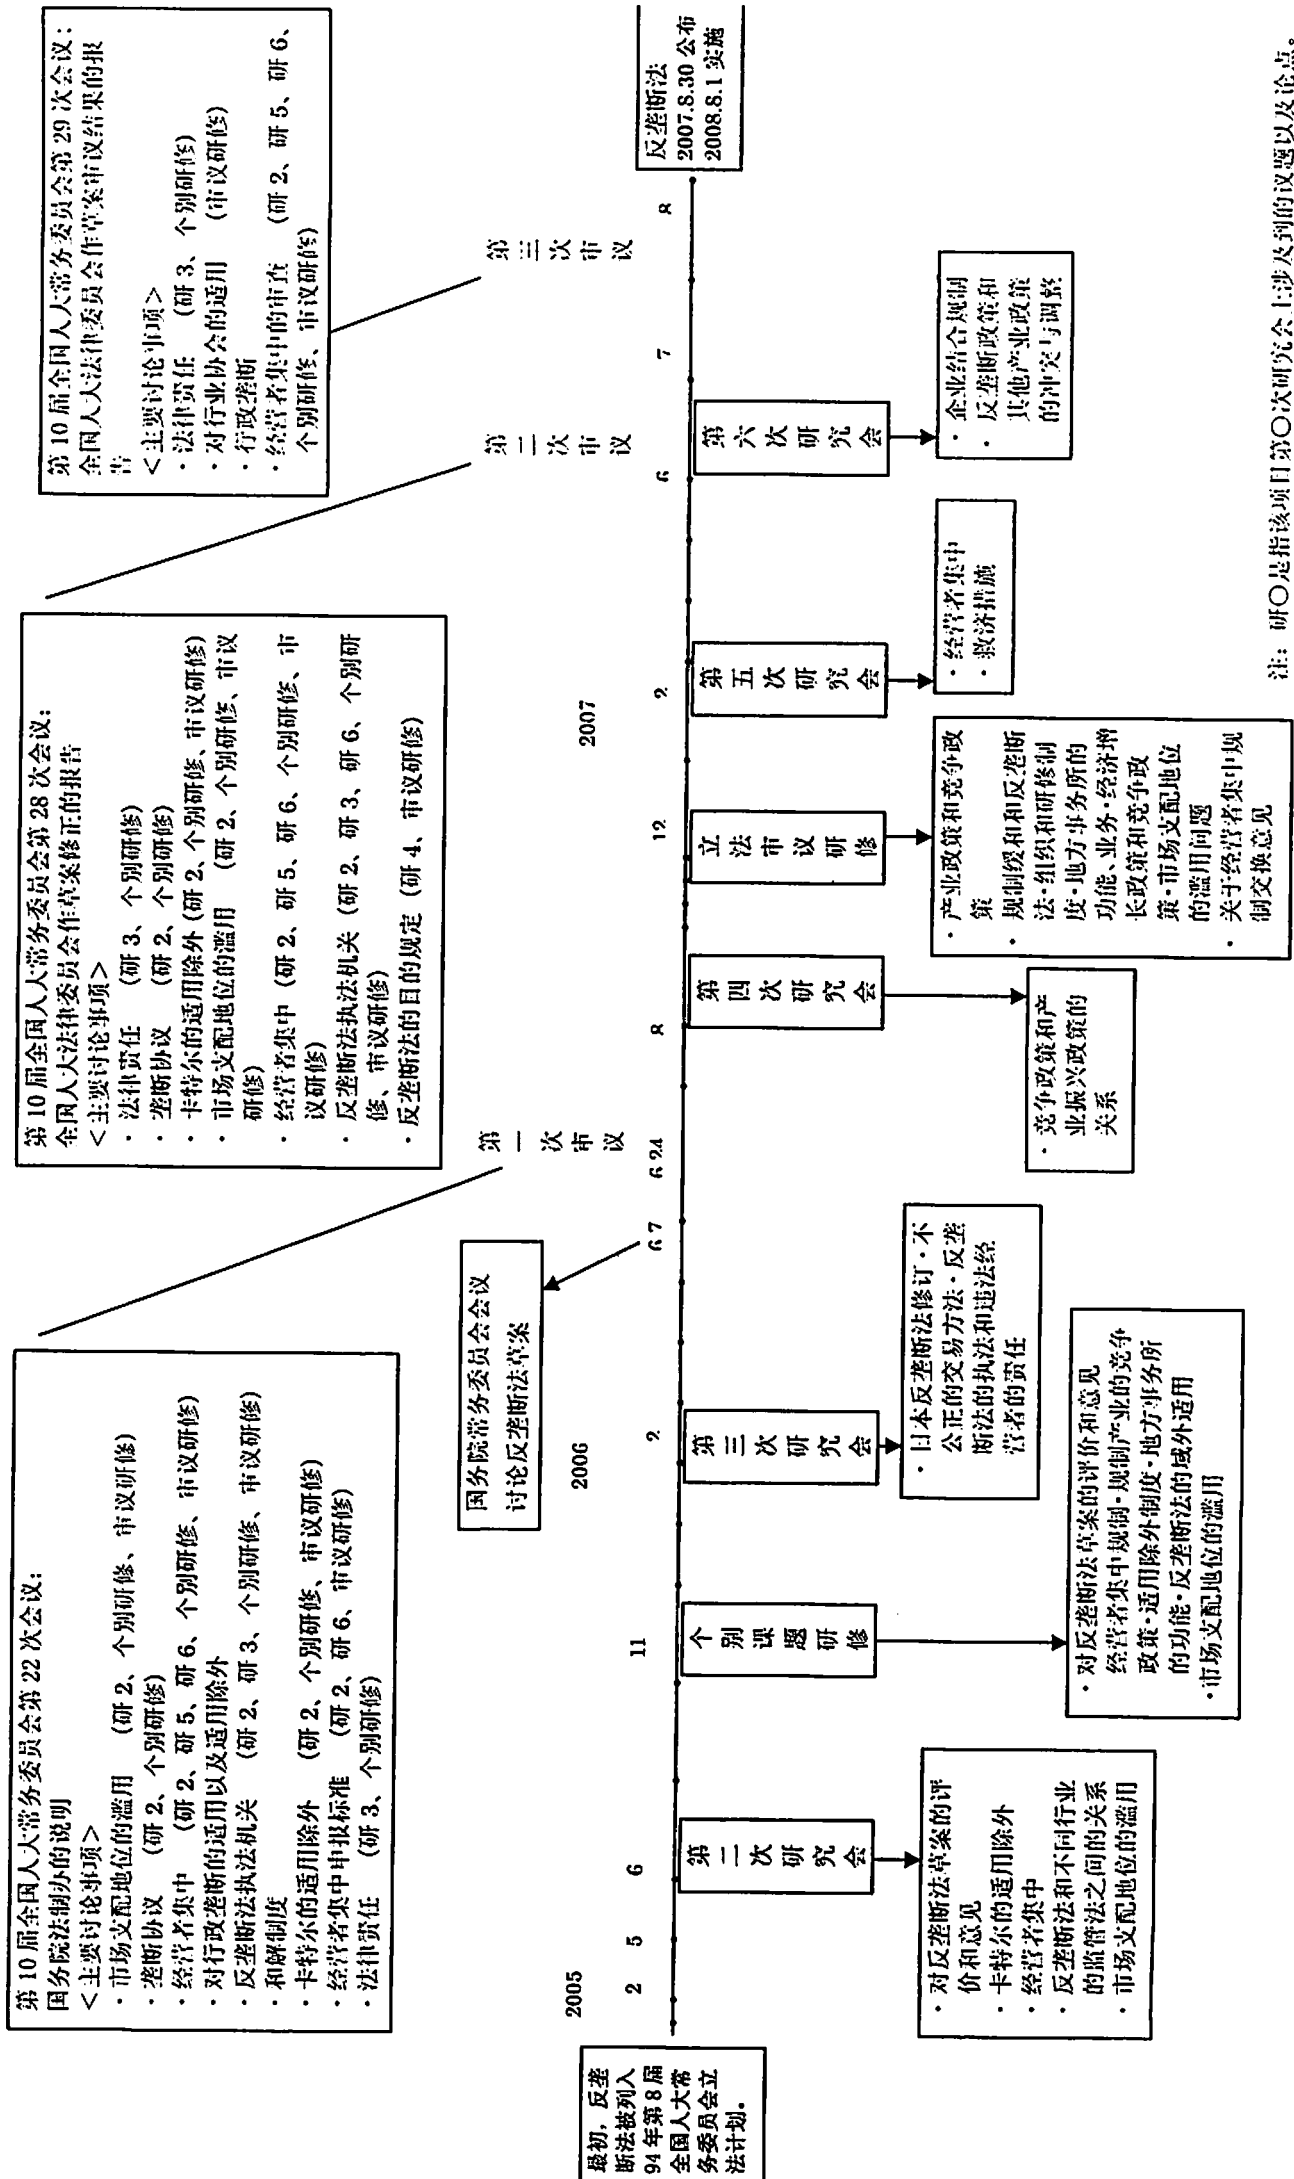 第 10 届全国人大常务委员会第 22 次会议：
国务院法制办的说明
＜主要讨论事项＞
· 市场支配地位的滥用 （研 2、个别研修、审议研修）
· 垄断协议 （研 2、个别研修）
· 经营者集中 （研 2、研 5、研 6、个别研修、审议研修）
· 对行政垄断的适用以及适用除外
· 反垄断法执法机关 （研 2、研 3、个别研修、审议研修）
· 和解制度
· 卡特尔的适用除外 （研 2、个别研修、审议研修）
· 经营者集中申报标准 （研 2、研 6、审议研修）
· 法律责任 （研 3、个别研修）
第 10 届全国人大常务委员会第 28 次会议：
全国人大法律委员会作草案修正的报告
＜主要讨论事项＞
· 法律责任 （研 3、个别研修）
· 垄断协议 （研 2、个别研修）
· 卡特尔的适用除外（研 2、个别研修、审议研修）
· 市场支配地位的滥用 （研 2、个别研修、审议
研修）
· 经营者集中（研 2、研 5、研 6、个别研修、审
议研修）
· 反垄断法执法机关（研 2、研 3、研 6、个别研
修、审议研修）
· 反垄断法的目的规定（研 4、审议研修）
第 10 届全国人大常务委员会第 29 次会议：
全国人大法律委员会作草案审议结果的报
告
＜主要讨论事项＞
· 法律责任 （研 3、个别研修）
· 对行业协会的适用 （审议研修）
· 行政垄断
· 经营者集中的审查 （研 2、研 5、研 6、
个别研修、审议研修）
国务院常务委员会会议
讨论反垄断法草案
第一次审议
第二次审议
第三次审议
2005
2006
2007
2 5 6 11 2 6 7 6 24 8 12 2 6 7 8
最初，反垄
断法被列入
94 年第 8 届
全国人大常
务委员会立
法计划。
反垄断法
2007.8.30 公布
2008.8.1 实施
第二次研究会
个别课题研修
第三次研究会
第四次研究会
立法审议研修
第五次研究会
第六次研究会
· 对反垄断法草案的评
价和意见
· 卡特尔的适用除外
· 经营者集中
· 反垄断法和不同行业
的监管法之间的关系
· 市场支配地位的滥用
· 对反垄断法草案的评价和意见
经营者集中规制·规制产业的竞争
政策·适用除外制度·地方事务所
的功能·反垄断法的域外适用
·市场支配地位的滥用
· 日本反垄断法修订·不
公正的交易方法·反垄
断法的执法和违法经
营者的责任
· 竞争政策和产
业振兴政策的
关系
· 产业政策和竞争政
策
· 规制缓和和反垄断
法·组织和研修制
度·地方事务所的
功能、业务·经济增
长政策和竞争政
策·市场支配地位
的滥用问题
· 关于经营者集中规
制交换意见
· 经营者集中
· 救济措施
· 企业结合规制
· 反垄断政策和
其他产业政策
的冲突与调整
注：研〇是指该项目第〇次研究会上涉及到的议题以及论点。